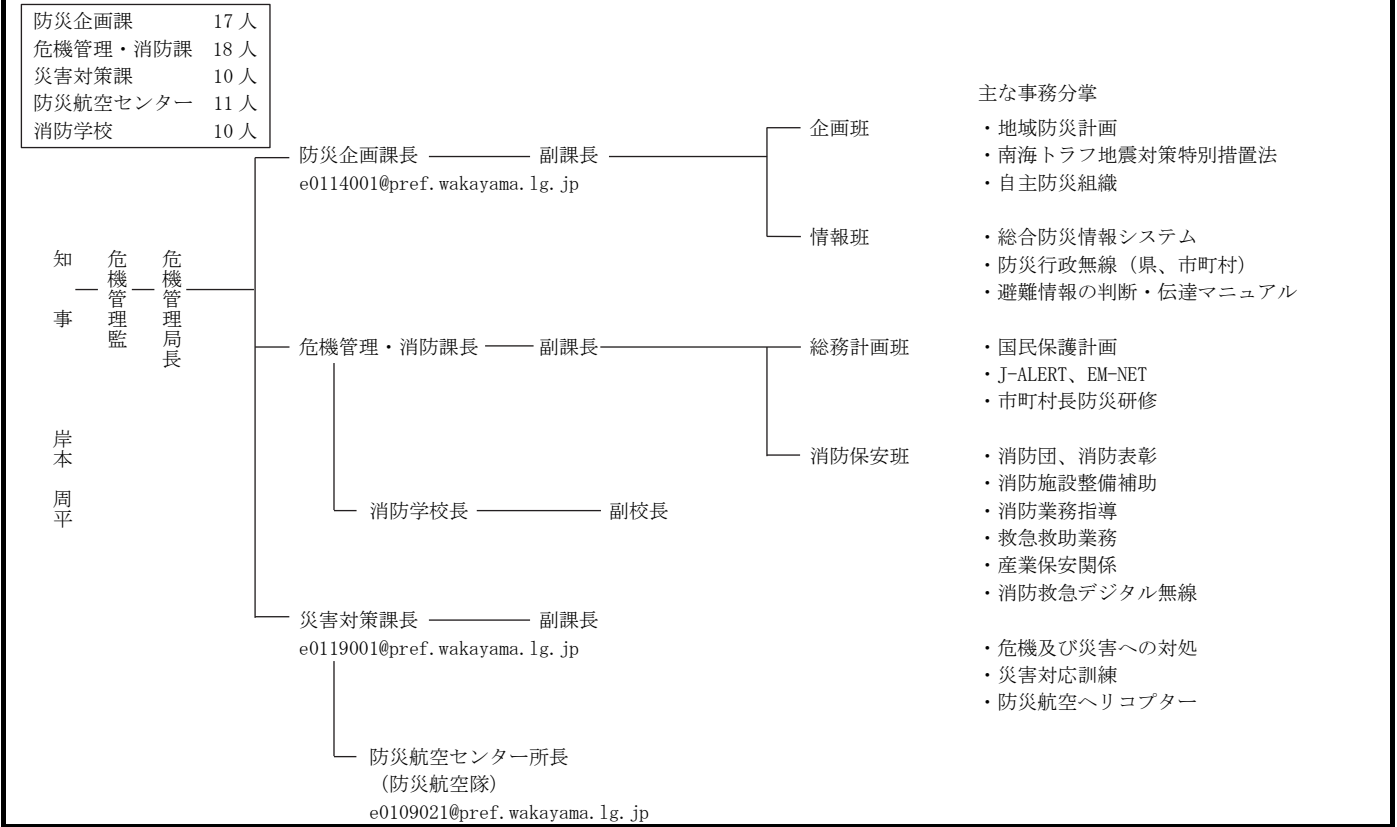 防災企画課 17人
危機管理・消防課 18人
災害対策課 10人
防災航空センター 11人
消防学校 10人
知事 岸本 周平
危機管理監
危機管理局長
防災企画課長 副課長
e0114001@pref.wakayama.lg.jp
危機管理・消防課長 副課長
消防学校長 副校長
災害対策課長 副課長
e0119001@pref.wakayama.lg.jp
防災航空センター所長
（防災航空隊）
e0109021@pref.wakayama.lg.jp
主な事務分掌
企画班 ・地域防災計画
・南海トラフ地震対策特別措置法
・自主防災組織
情報班 ・総合防災情報システム
・防災行政無線（県、市町村）
・避難情報の判断・伝達マニュアル
総務計画班 ・国民保護計画
・J-ALERT、EM-NET
・市町村長防災研修
消防保安班 ・消防団、消防表彰
・消防施設整備補助
・消防業務指導
・救急救助業務
・産業保安関係
・消防救急デジタル無線
・危機及び災害への対処
・災害対応訓練
・防災航空ヘリコプター